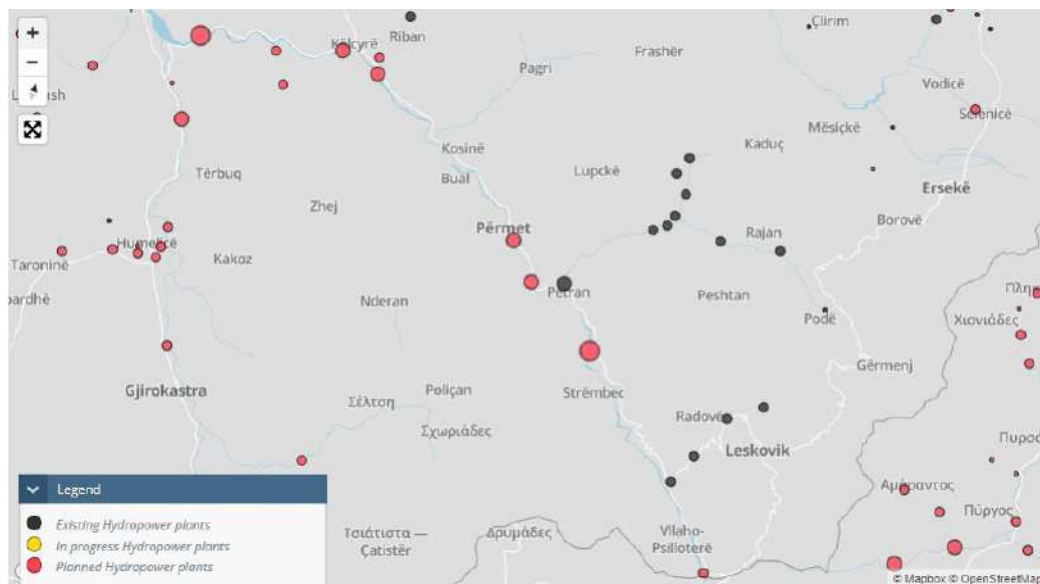 Riban
Çlirim
Këlcyrë
Frashër
Pagri
Vodicë
Selenicë
Mësiçkë
Kosinë
Kaduç
Tërbuq
Bual
Lupckë
Ersekë
Zhej
Borovë
Përmet
Rajan
Humelicë
Taroninë
Kakoz
Petran
Peshtan
Nderan
Podë
Χιονιάδες
Gërmenj
Gjirokastra
Poliçan
Strëmbec
Σέλτση
Radovë
Σχωριάδες
Leskovik
Legend
Αμάραντος
Πύργος
Existing Hydropower plants
Τσιάτιστα —
Çatistër
Δρυμάδες
Vllaho-
Psilloterë
In progress Hydropower plants
Planned Hydropower plants
© Mapbox © OpenStreetMap